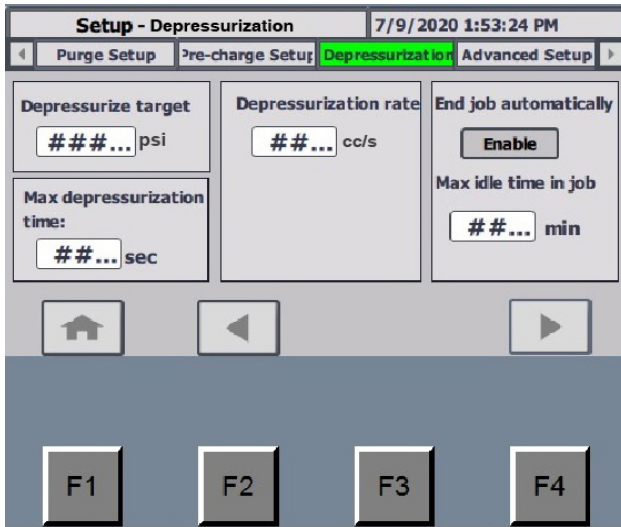 Setup - Depressurization
7/9/2020 1:53:24 PM
Purge Setup
Pre-charge Setup
Depressurization
Advanced Setup
Depressurize target
###... psi
Max depressurization
time:
##... sec
Depressurization rate
##... cc/s
End job automatically
Enable
Max idle time in job
##... min
F1
F2
F3
F4